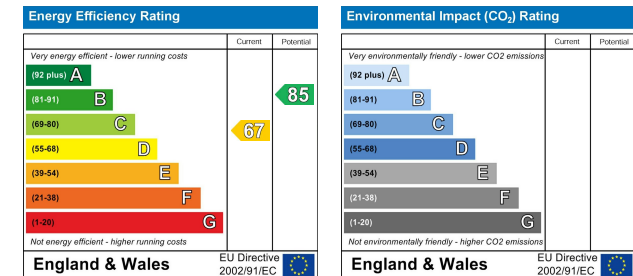 Energy Efficiency Rating
Current Potential
Very energy efficient - lower running costs
(92 plus) A
(81-91) B
(69-80) C
(55-68) D
(39-54) E
(21-38) F
(1-20) G
67
85
Not energy efficient - higher running costs
England & Wales
EU Directive
2002/91/EC
Environmental Impact (CO₂) Rating
Current Potential
Very environmentally friendly - lower CO2 emissions
(92 plus) A
(81-91) B
(69-80) C
(55-68) D
(39-54) E
(21-38) F
(1-20) G
Not environmentally friendly - higher CO2 emissions
England & Wales
EU Directive
2002/91/EC